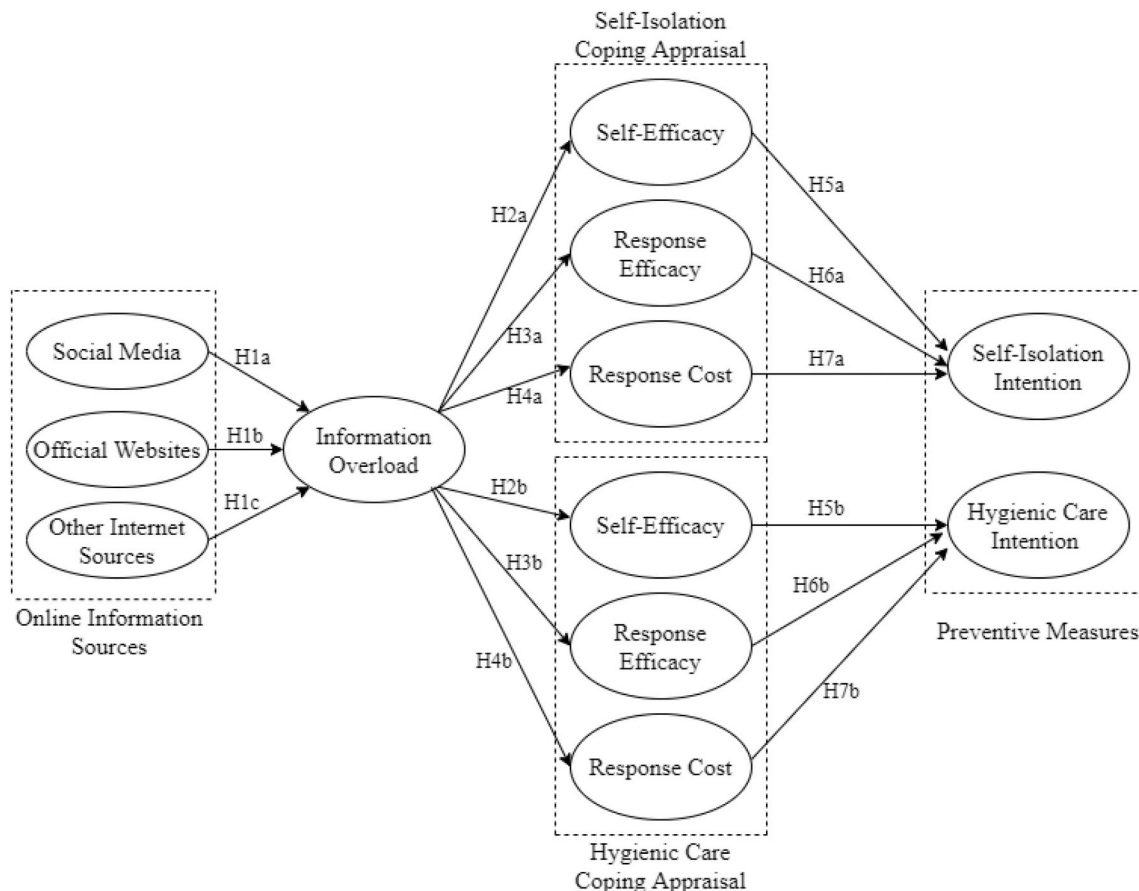 Self-Isolation
Coping Appraisal
Self-Efficacy
H5a
H2a
Response
Efficacy
H6a
H3a
Social Media
H1a
Response Cost
H7a
Self-Isolation
Intention
H4a
Official Websites
H1b
Information
Overload
H1c
Other Internet
Sources
H2b
Self-Efficacy
H5b
Hygienic Care
Intention
H3b
H6b
Online Information
Sources
Response
Efficacy
Preventive Measures
H4b
H7b
Response Cost
Hygienic Care
Coping Appraisal